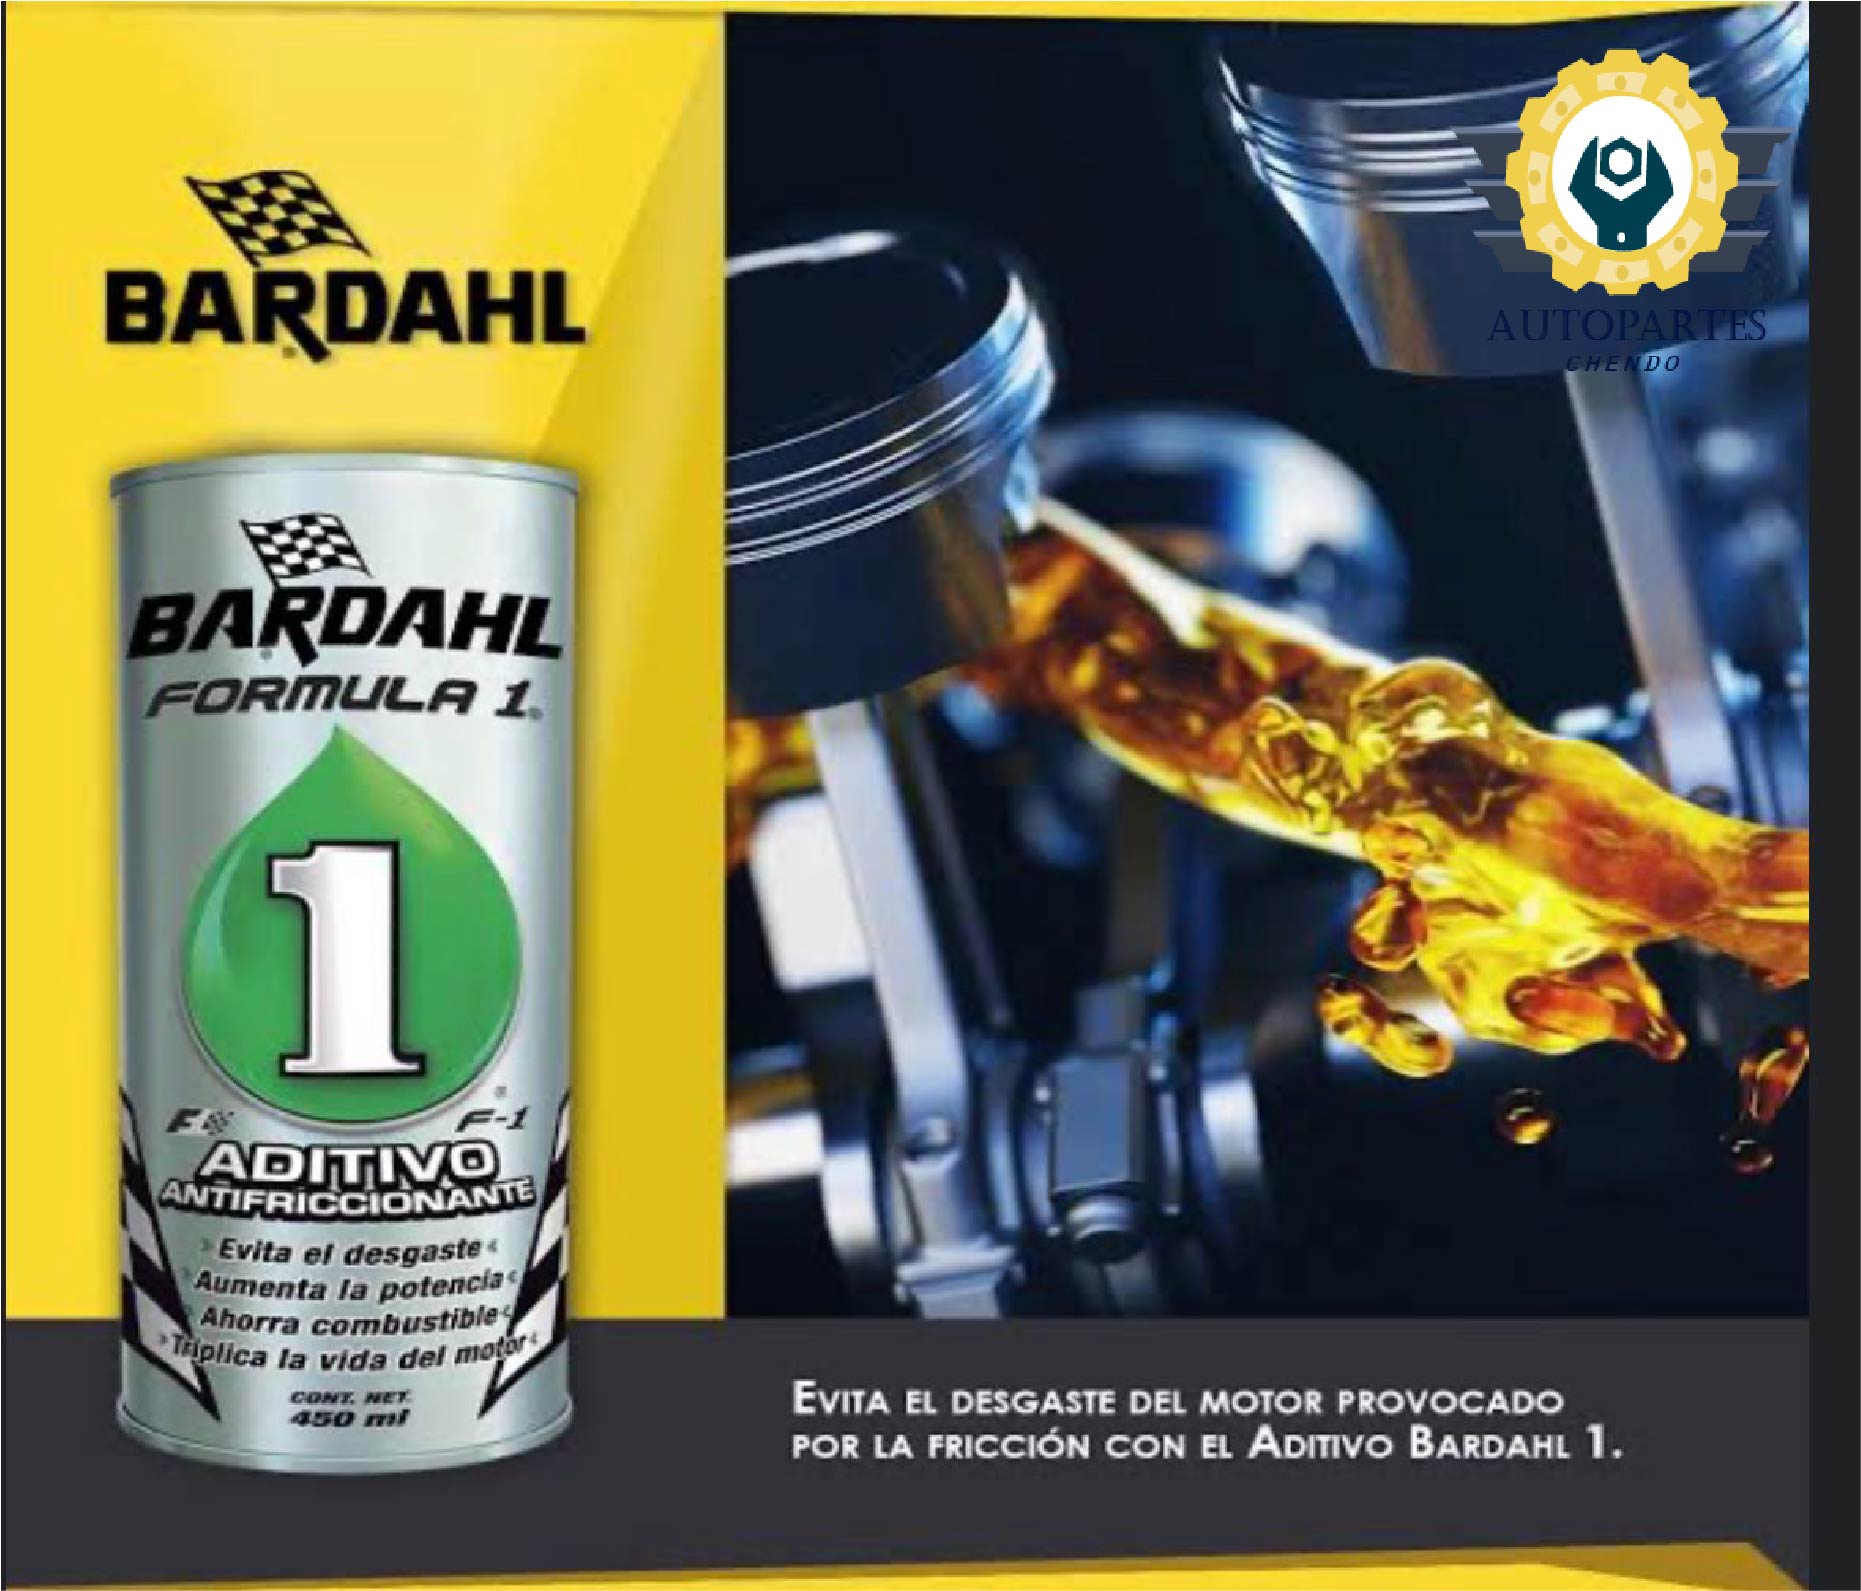 BARDAHL
BARDAHL
FORMULA 1
1
F-1
ADITIVO
ANTIFRICCIONANTE
Evita el desgaste
Aumenta la potencia
Ahorra combustible
Triplica la vida del motor
CONT. NET.
450 ml
AUTOPARTES
CHENDO
EVITA EL DESGASTE DEL MOTOR PROVOCADO
POR LA FRICCIÓN CON EL ADITIVO BARDAHL 1.